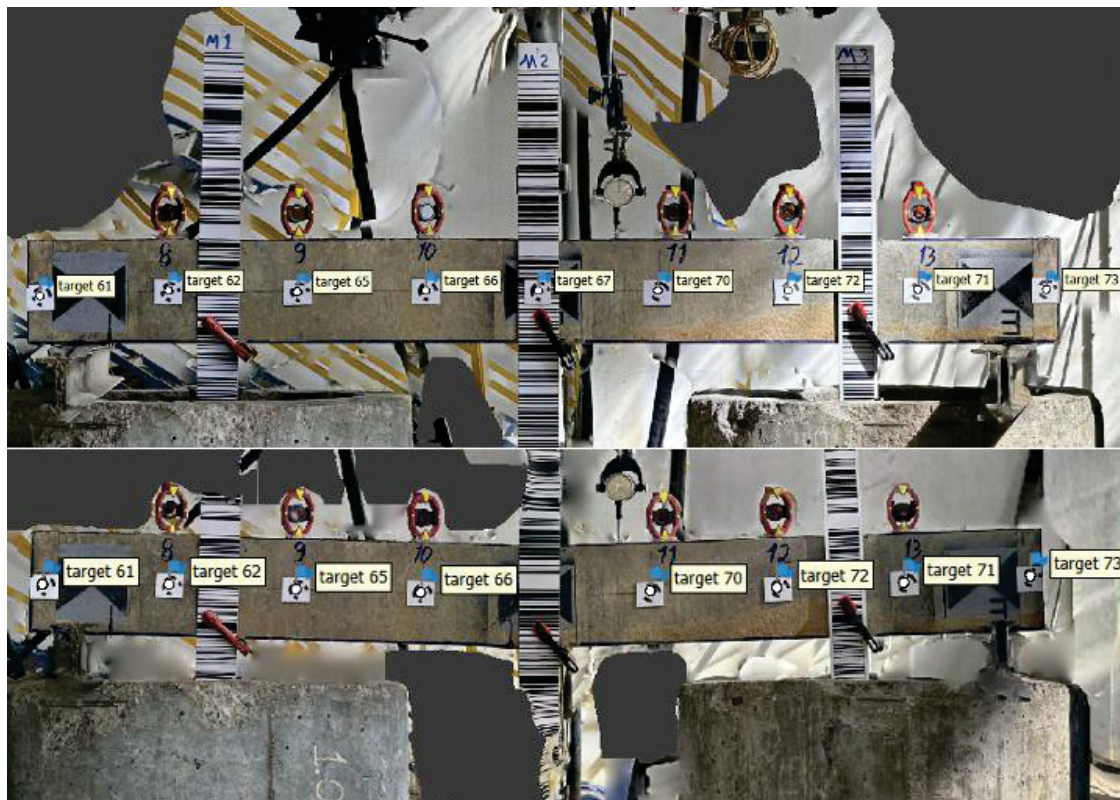 M1
M2
M3
8
9
10
11
12
13
target 61
target 62
target 65
target 66
target 67
target 70
target 72
target 71
target 73
8
9
10
11
12
13
target 61
target 62
target 65
target 66
target 70
target 72
target 71
target 73
1.0